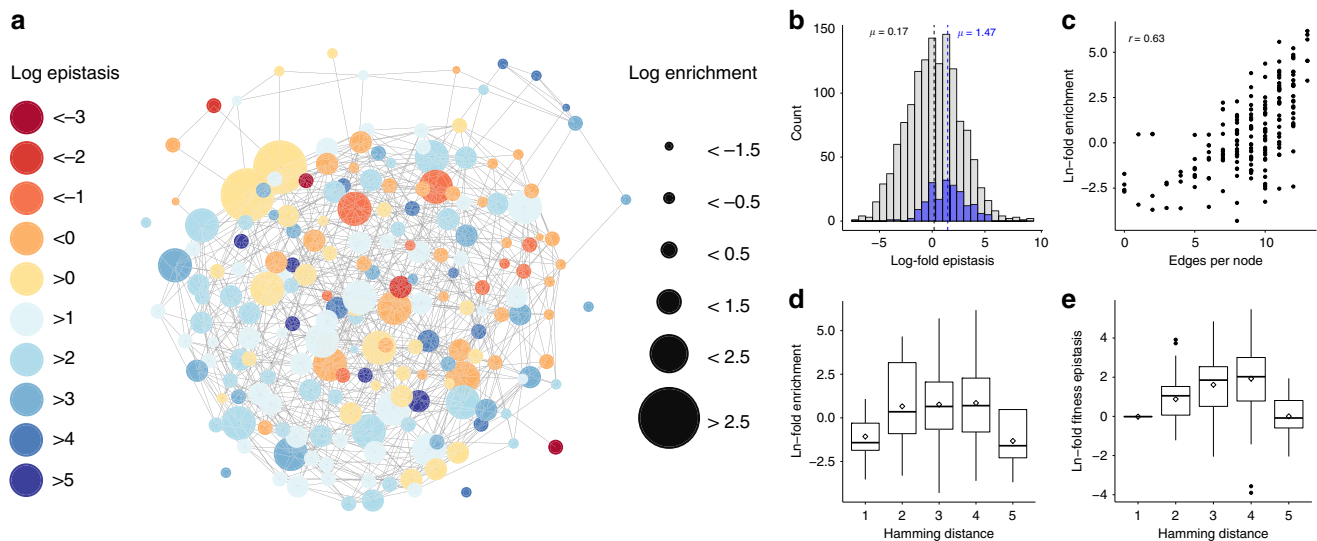 a
Log epistasis
<–3
<–2
<–1
<0
>0
>1
>2
>3
>4
>5
Log enrichment
< –1.5
< –0.5
< 0.5
< 1.5
< 2.5
> 2.5
b
μ = 0.17
μ = 1.47
150
100
50
0
Count
−5
0
5
10
Log-fold epistasis
c
r = 0.63
5.0
2.5
0.0
−2.5
Ln−fold enrichment
0
5
10
Edges per node
d
5.0
2.5
0.0
−2.5
Ln−fold enrichment
1 2 3 4 5
Hamming distance
e
4
2
0
−2
−4
Ln−fold fitness epistasis
1 2 3 4 5
Hamming distance